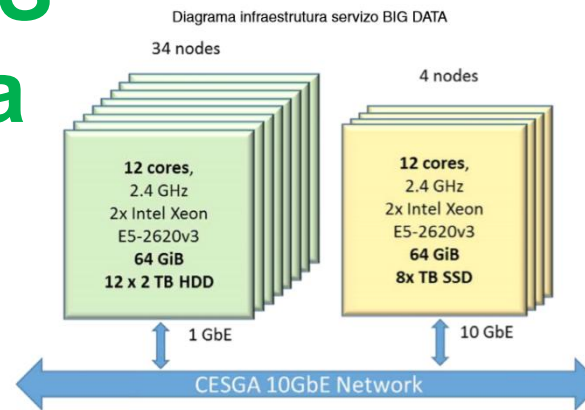 a
Diagrama infraestrutura servizo BIG DATA
34 nodes
12 cores,
2.4 GHz
2x Intel Xeon
E5-2620v3
64 GiB
12 x 2 TB HDD
1 GbE
4 nodes
12 cores,
2.4 GHz
2x Intel Xeon
E5-2620v3
64 GiB
8x TB SSD
10 GbE
CESGA 10GbE Network